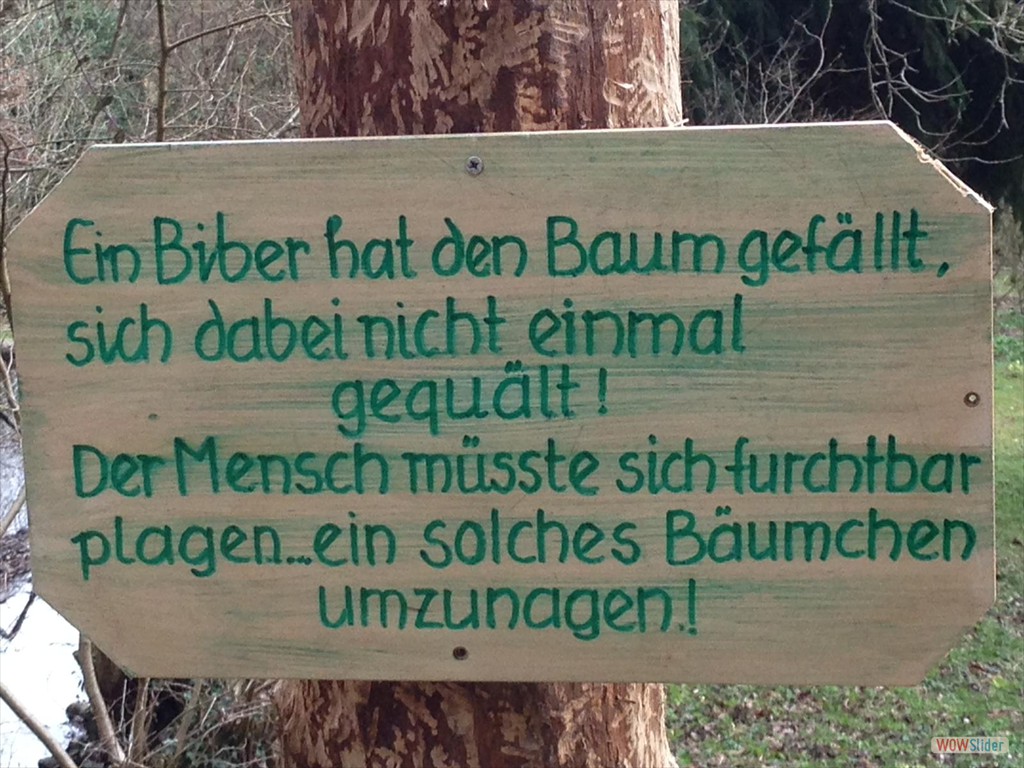 Ein Biber hat den Baum gefällt,
sich dabei nicht einmal
gequält!
Der Mensch müsste sich furchtbar
plagen...ein solches Bäumchen
umzunagen.!
WOWSlider